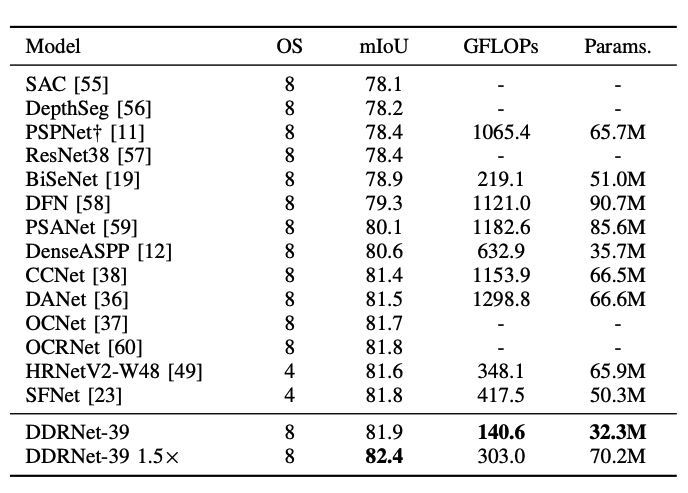 Model OS mIoU GFLOPs Params.
SAC [55] 8 78.1 - -
DepthSeg [56] 8 78.2 - -
PSPNet† [11] 8 78.4 1065.4 65.7M
ResNet38 [57] 8 78.4 - -
BiSeNet [19] 8 78.9 219.1 51.0M
DFN [58] 8 79.3 1121.0 90.7M
PSANet [59] 8 80.1 1182.6 85.6M
DenseASPP [12] 8 80.6 632.9 35.7M
CCNet [38] 8 81.4 1153.9 66.5M
DANet [36] 8 81.5 1298.8 66.6M
OCNet [37] 8 81.7 - -
OCRNet [60] 8 81.8 - -
HRNetV2-W48 [49] 4 81.6 348.1 65.9M
SFNet [23] 4 81.8 417.5 50.3M
DDRNet-39 8 81.9 140.6 32.3M
DDRNet-39 1.5× 8 82.4 303.0 70.2M